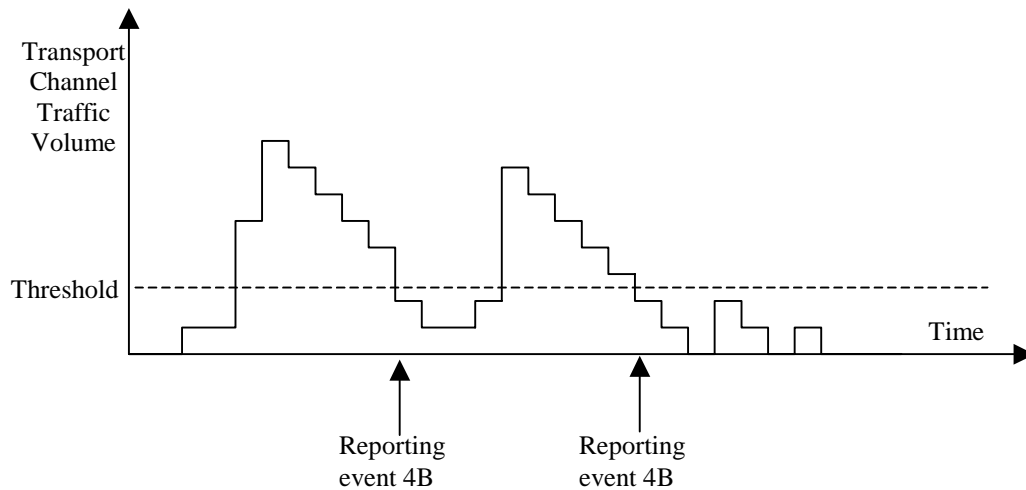 Transport
Channel
Traffic
Volume
Threshold
Time
Reporting
event 4B
Reporting
event 4B